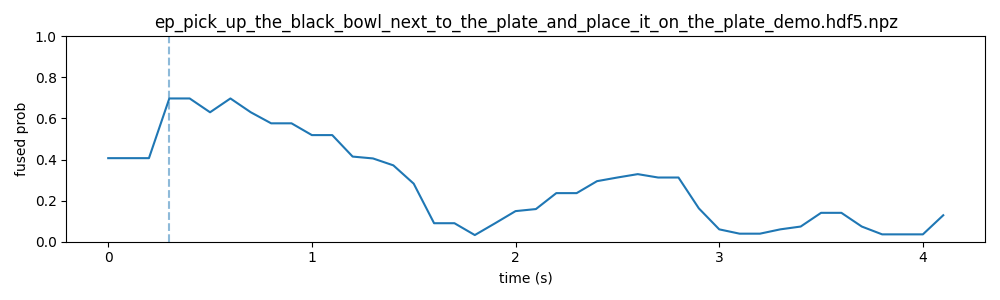 ep_pick_up_the_black_bowl_next_to_the_plate_and_place_it_on_the_plate_demo.hdf5.npz
1.0
0.8
0.6
0.4
0.2
0.0
fused prob
0 1 2 3 4
time (s)